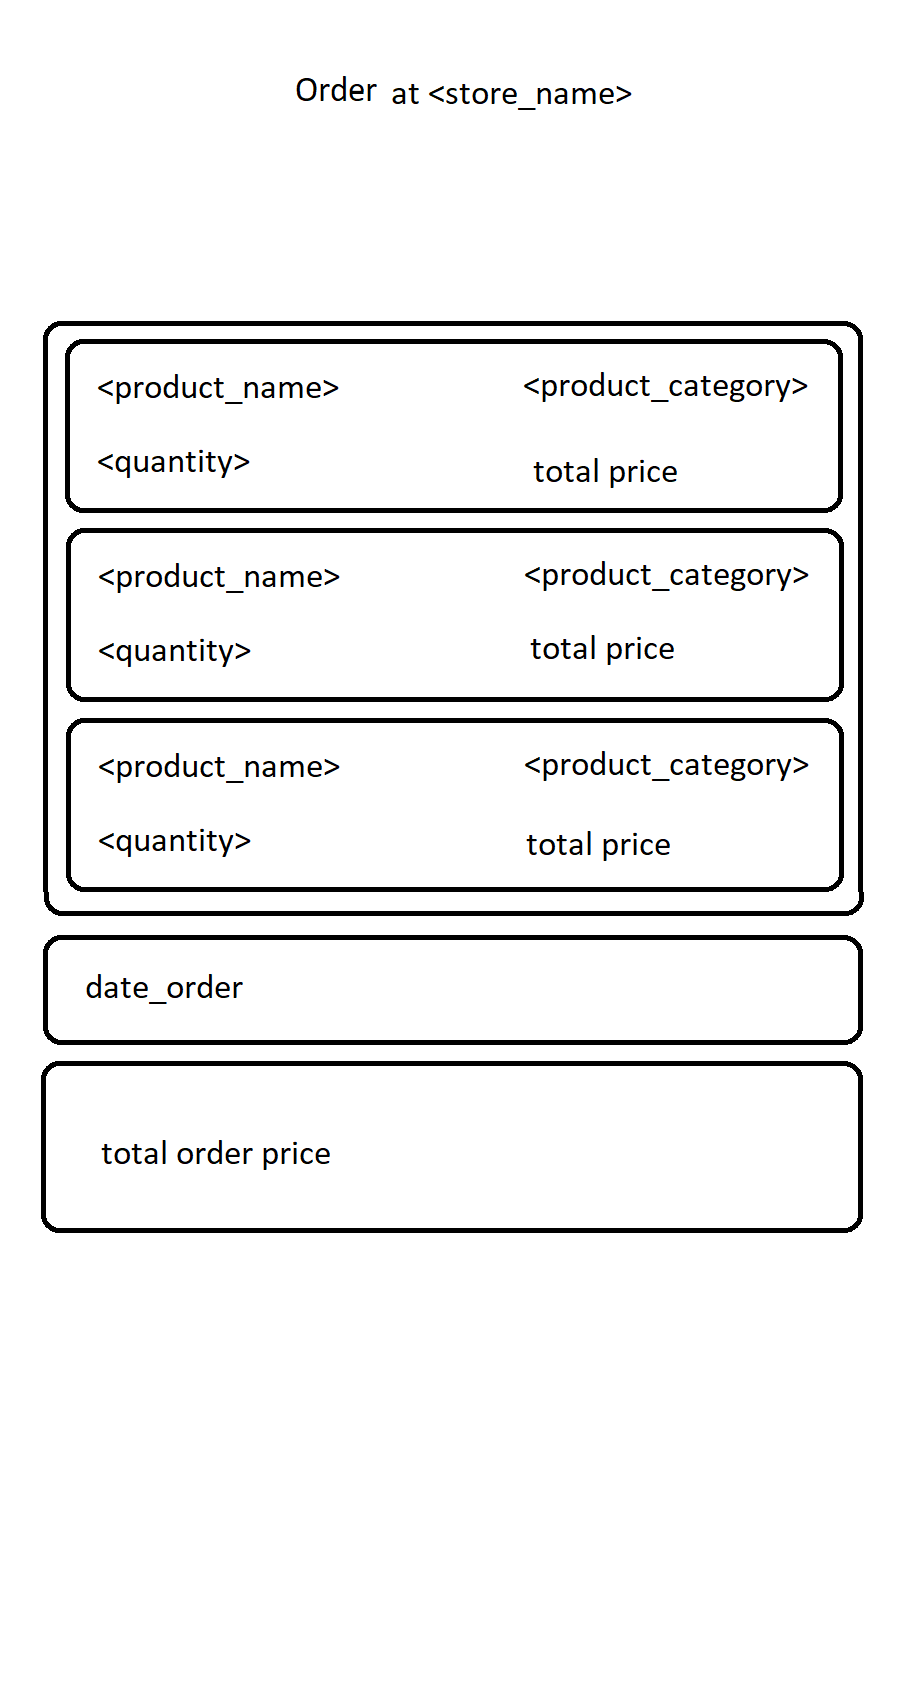 Order at <store_name>
<product_name> <product_category>
<quantity> total price
<product_name> <product_category>
<quantity> total price
<product_name> <product_category>
<quantity> total price
date_order
total order price